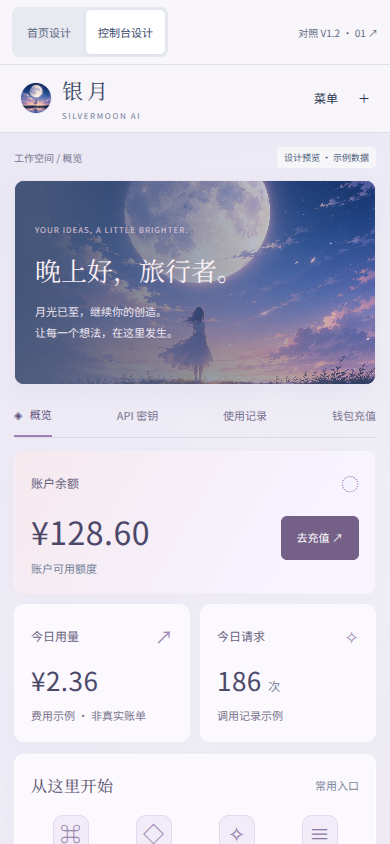 首页设计
控制台设计
对照 V1.2 · 01 ↗
银月
SILVERMOON AI
菜单
+
工作空间 / 概览
设计预览 · 示例数据
YOUR IDEAS, A LITTLE BRIGHTER.
晚上好，旅行者。
月光已至，继续你的创造。
让每一个想法，在这里发生。
◈ 概览
API 密钥
使用记录
钱包充值
账户余额
¥128.60
去充值 ↗
账户可用额度
今日用量
¥2.36
费用示例 · 非真实账单
今日请求
186 次
调用记录示例
从这里开始
常用入口